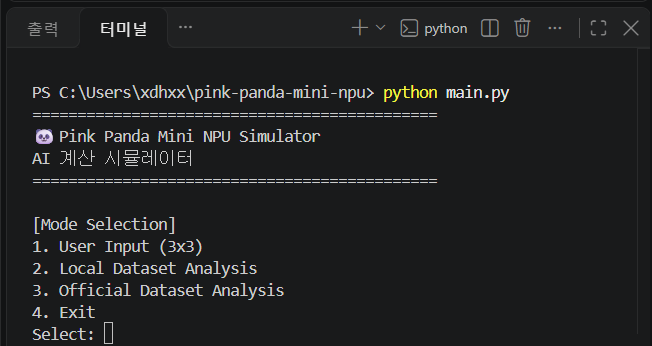 출력 터미널 ··· python ···
PS C:\Users\xdhxx\pink-panda-mini-npu> python main.py
===========================================
🐼 Pink Panda Mini NPU Simulator
AI 계산 시뮬레이터
===========================================
[Mode Selection]
1. User Input (3x3)
2. Local Dataset Analysis
3. Official Dataset Analysis
4. Exit
Select: